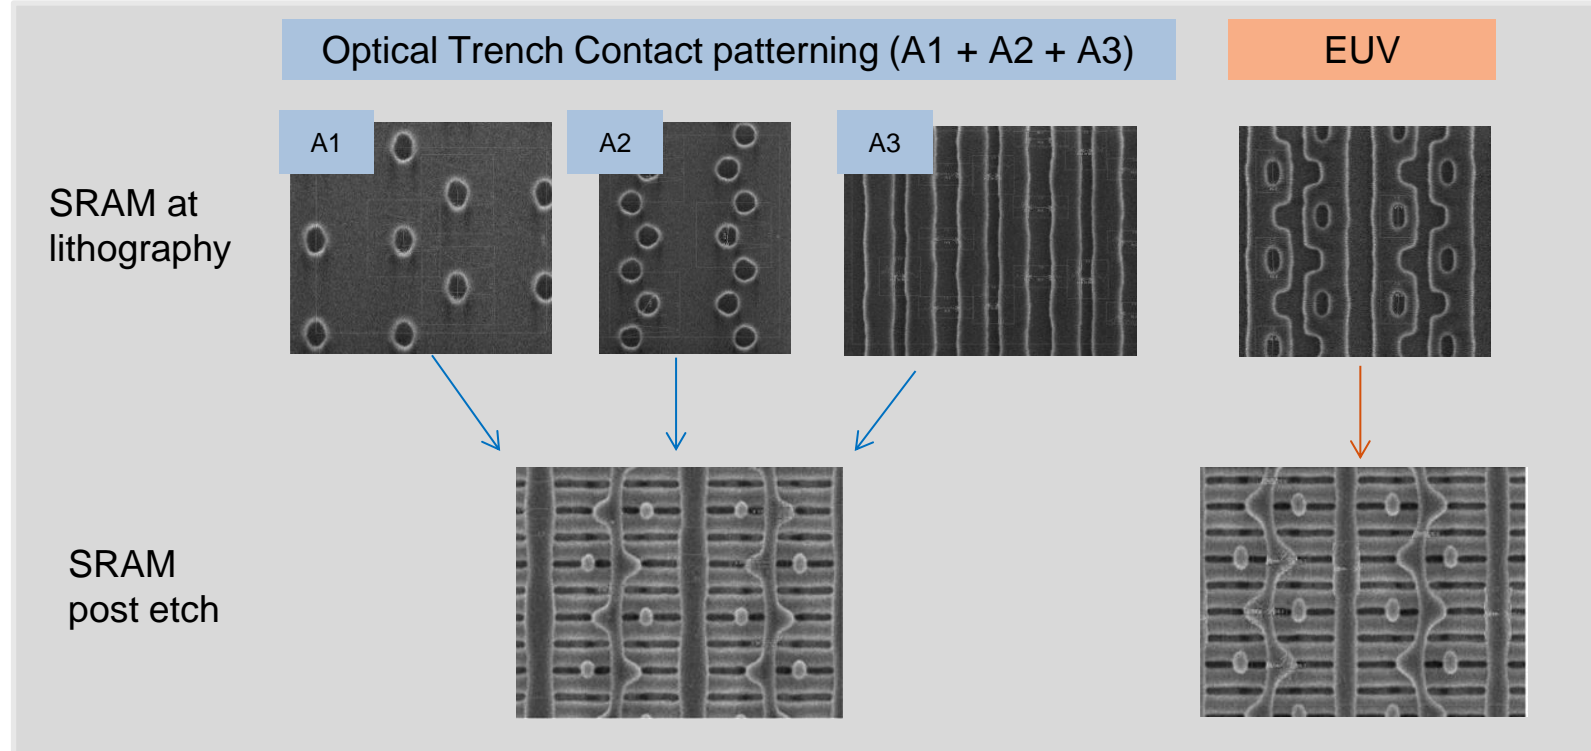 Optical Trench Contact patterning (A1 + A2 + A3)
EUV
A1
A2
A3
SRAM at
lithography
SRAM
post etch